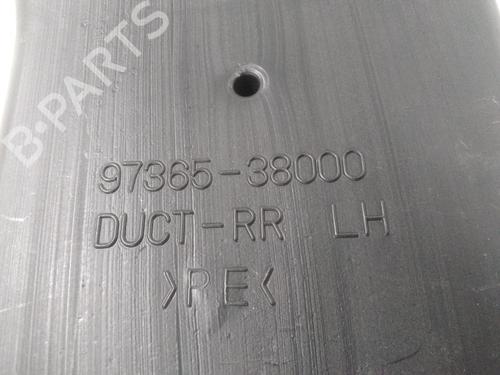 B-PARTS
97365-38000
DUCT-RR LH
>PE<